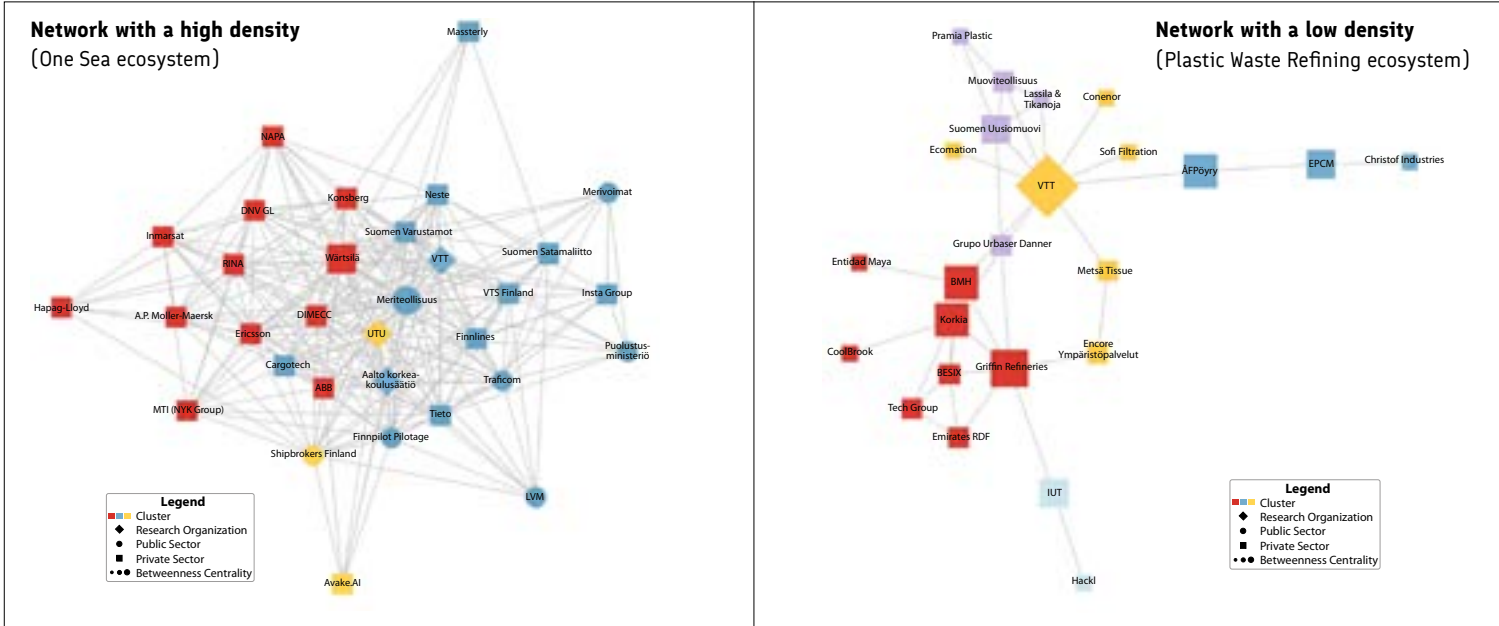 Network with a high density
(One Sea ecosystem)
Massterly
NAPA
Konsberg
Neste
Merivoimat
DNV GL
Inmarsat
Suomen Varustamot
Suomen Satamaliitto
RINA
Wärtsilä
VTT
Hapag-Lloyd
A.P. Moller-Maersk
DIMECC
Meriteollisuus
VTS Finland
Insta Group
Ericsson
UTU
Finnlines
Puolustus-
ministeriö
Cargotech
ABB
Aalto korkea-
koulusäätiö
Traficom
MTI (NYK Group)
Tieto
Finnpilot Pilotage
Shipbrokers Finland
LVM
Avake.AI
Legend
Cluster
Research Organization
Public Sector
Private Sector
Betweenness Centrality
Network with a low density
(Plastic Waste Refining ecosystem)
Pramia Plastic
Muoviteollisuus
Lassila &
Tikanoja
Conenor
Suomen Uusiomuovi
Ecomation
Sofi Filtration
VTT
ÅFPöyry
EPCM
Christof Industries
Grupo Urbaser Danner
Entidad Maya
BMH
Metsä Tissue
Korkia
CoolBrook
Encore
Ympäristöpalvelut
BESIX
Griffin Refineries
Tech Group
Emirates RDF
IUT
Hackl
Legend
Cluster
Research Organization
Public Sector
Private Sector
Betweenness Centrality